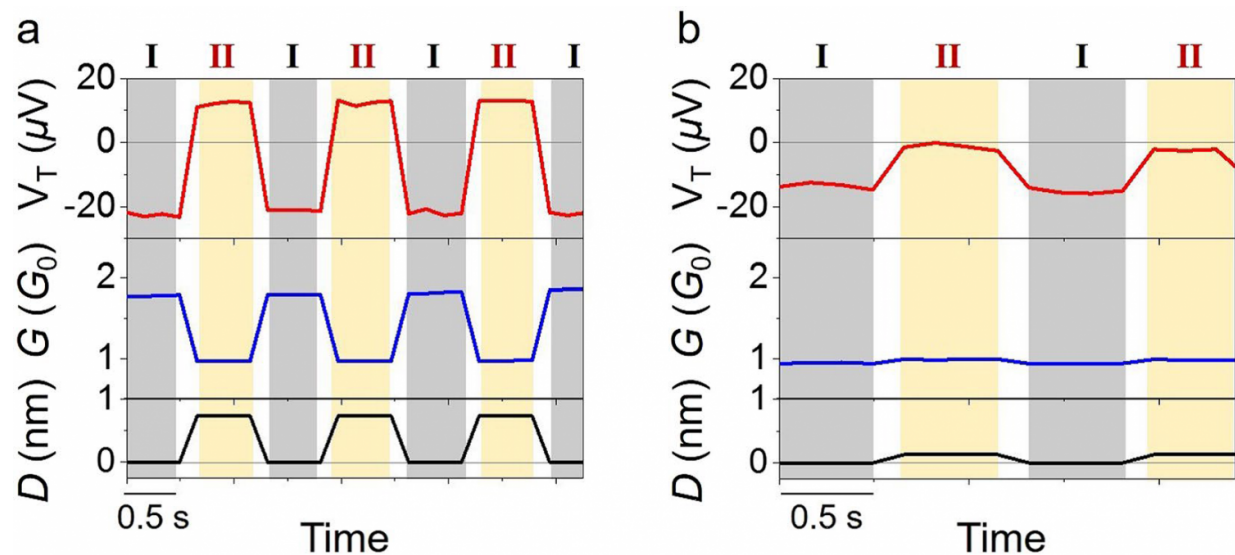 a
I II I II I II I
20
0
-20
V_T (µV)
2
1
G (G_0)
1
0
D (nm)
0.5 s
Time
b
I II I II
20
0
-20
V_T (µV)
2
1
G (G_0)
1
0
D (nm)
0.5 s
Time